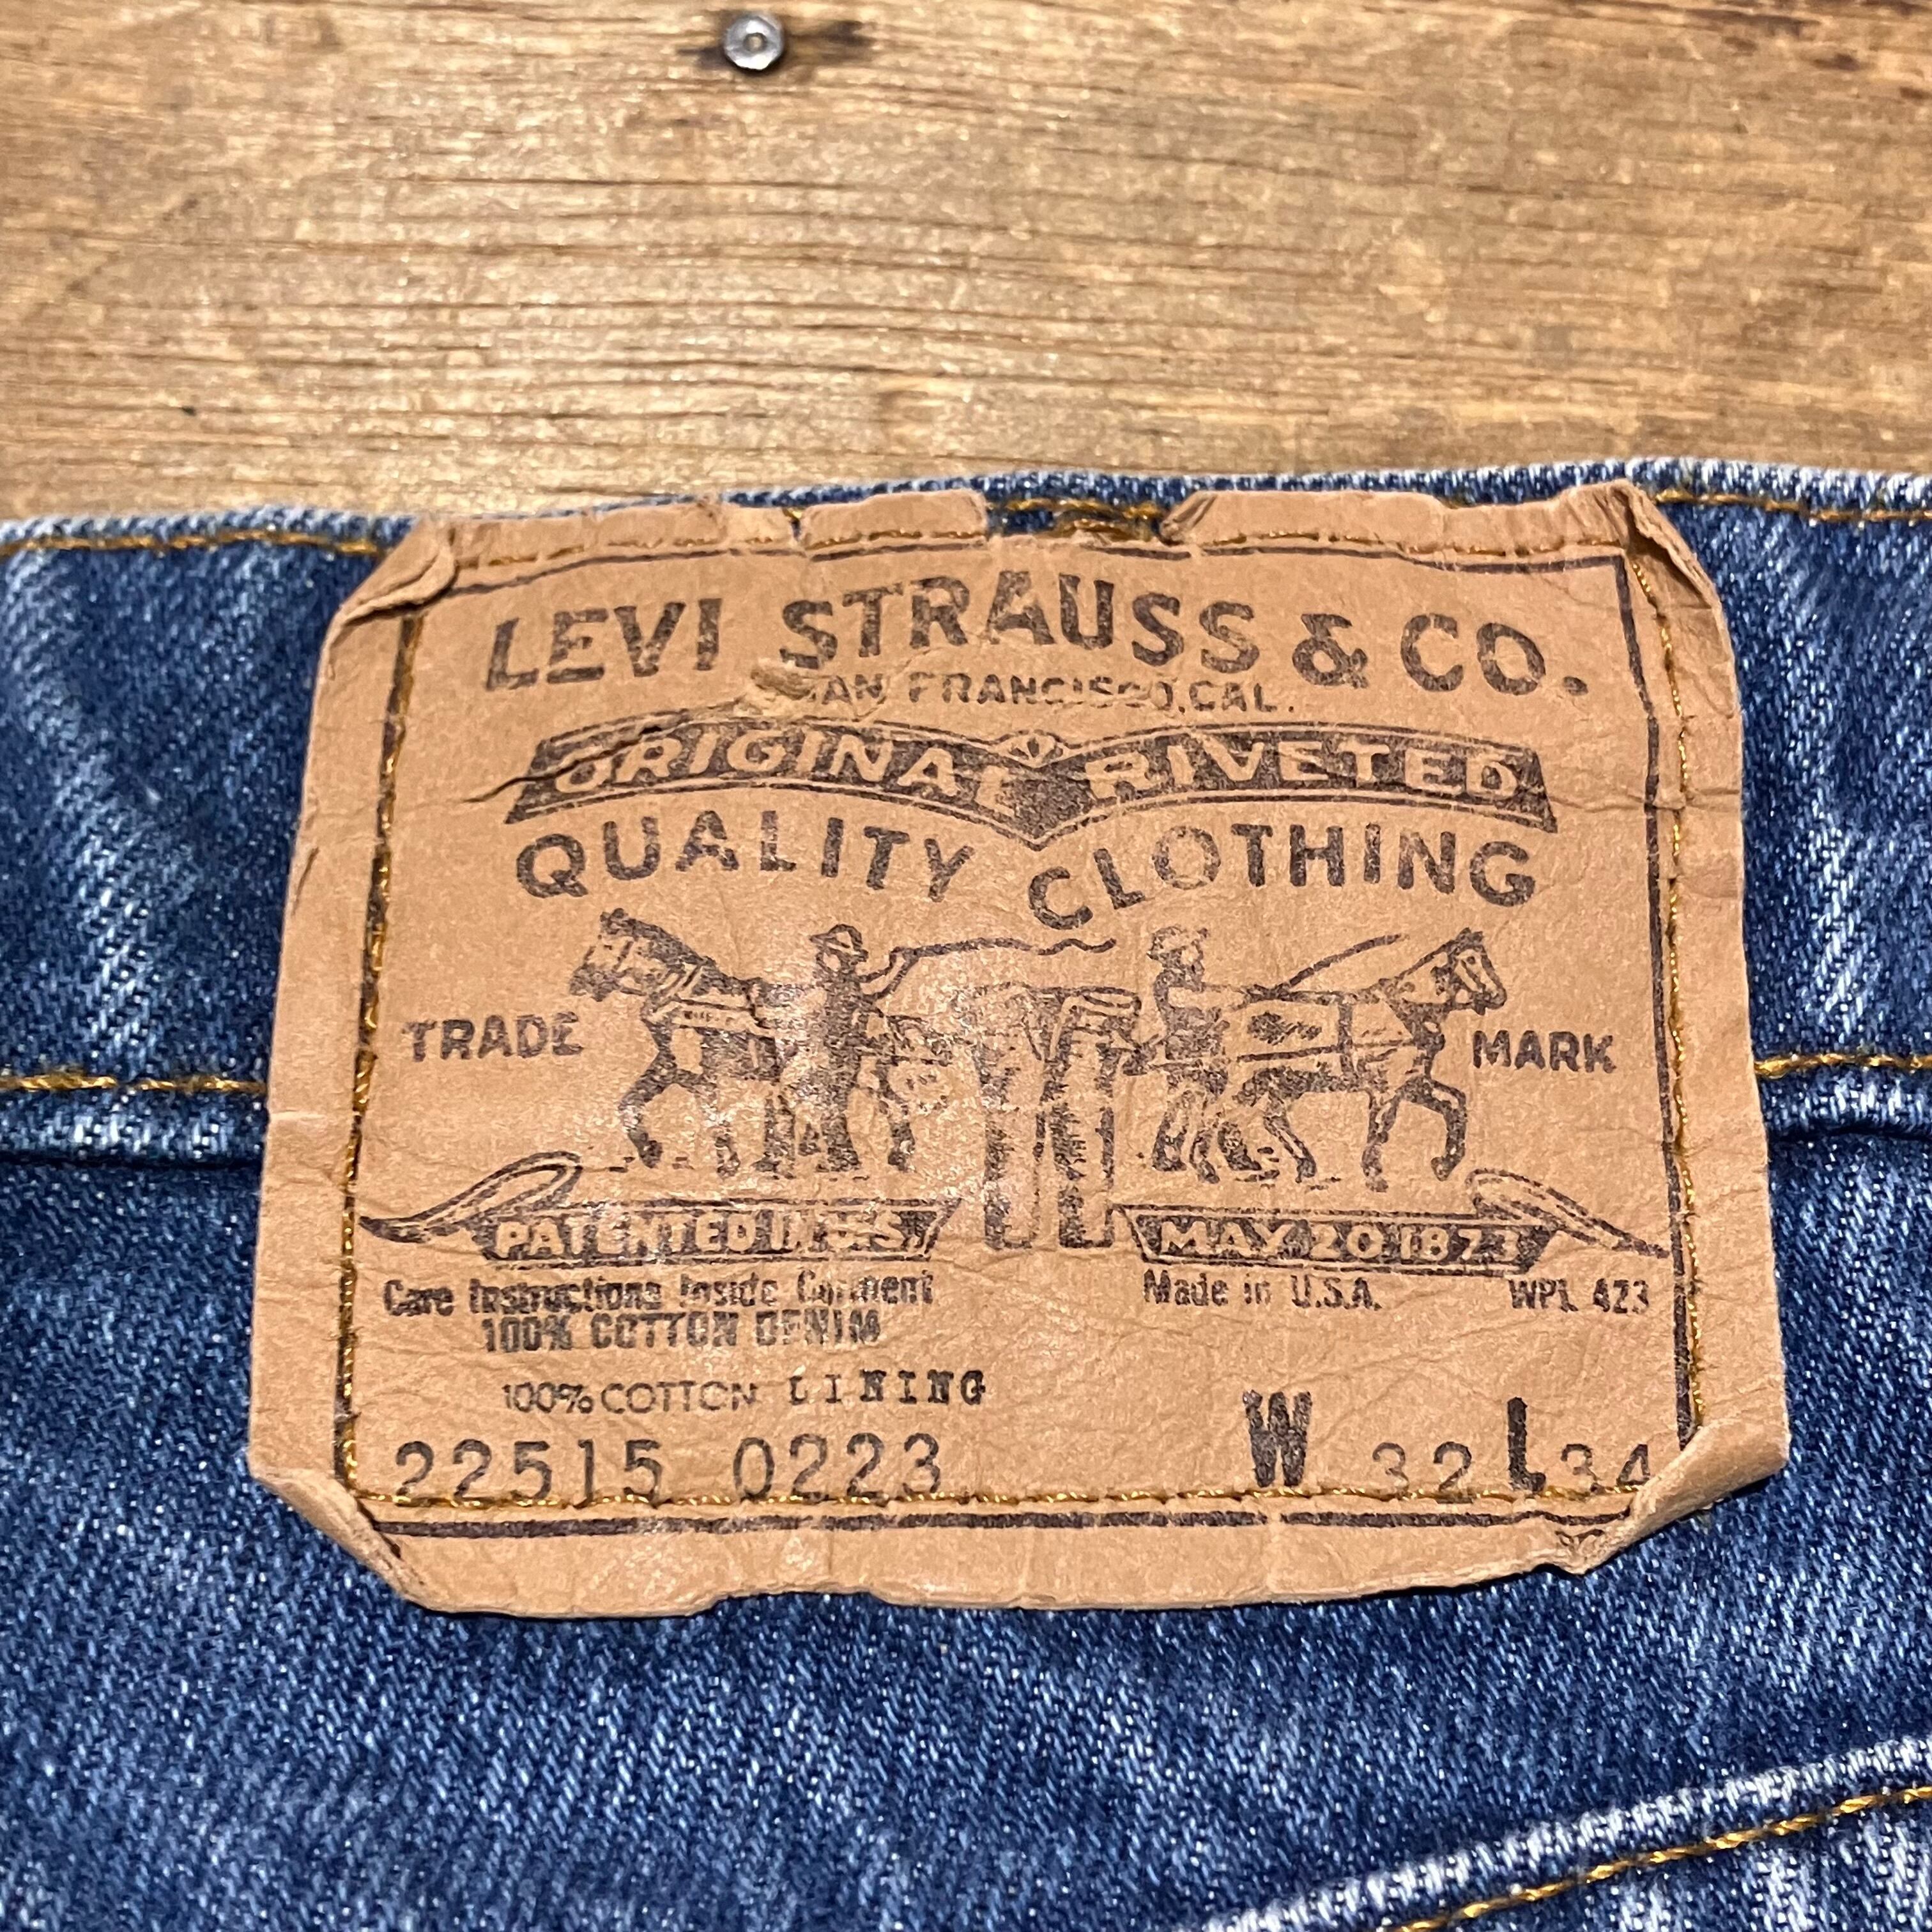 LEVI STRAUSS & CO.
SAN FRANCISCO, CAL.
ORIGINAL RIVETED
QUALITY CLOTHING
TRADE MARK
PATENTED IN U.S. MAY 20 1873
Care Instructions Inside Garment Made in U.S.A. WPL 423
100% COTTON DENIM
100% COTTON LINING
22515 0223 W 32 L 34